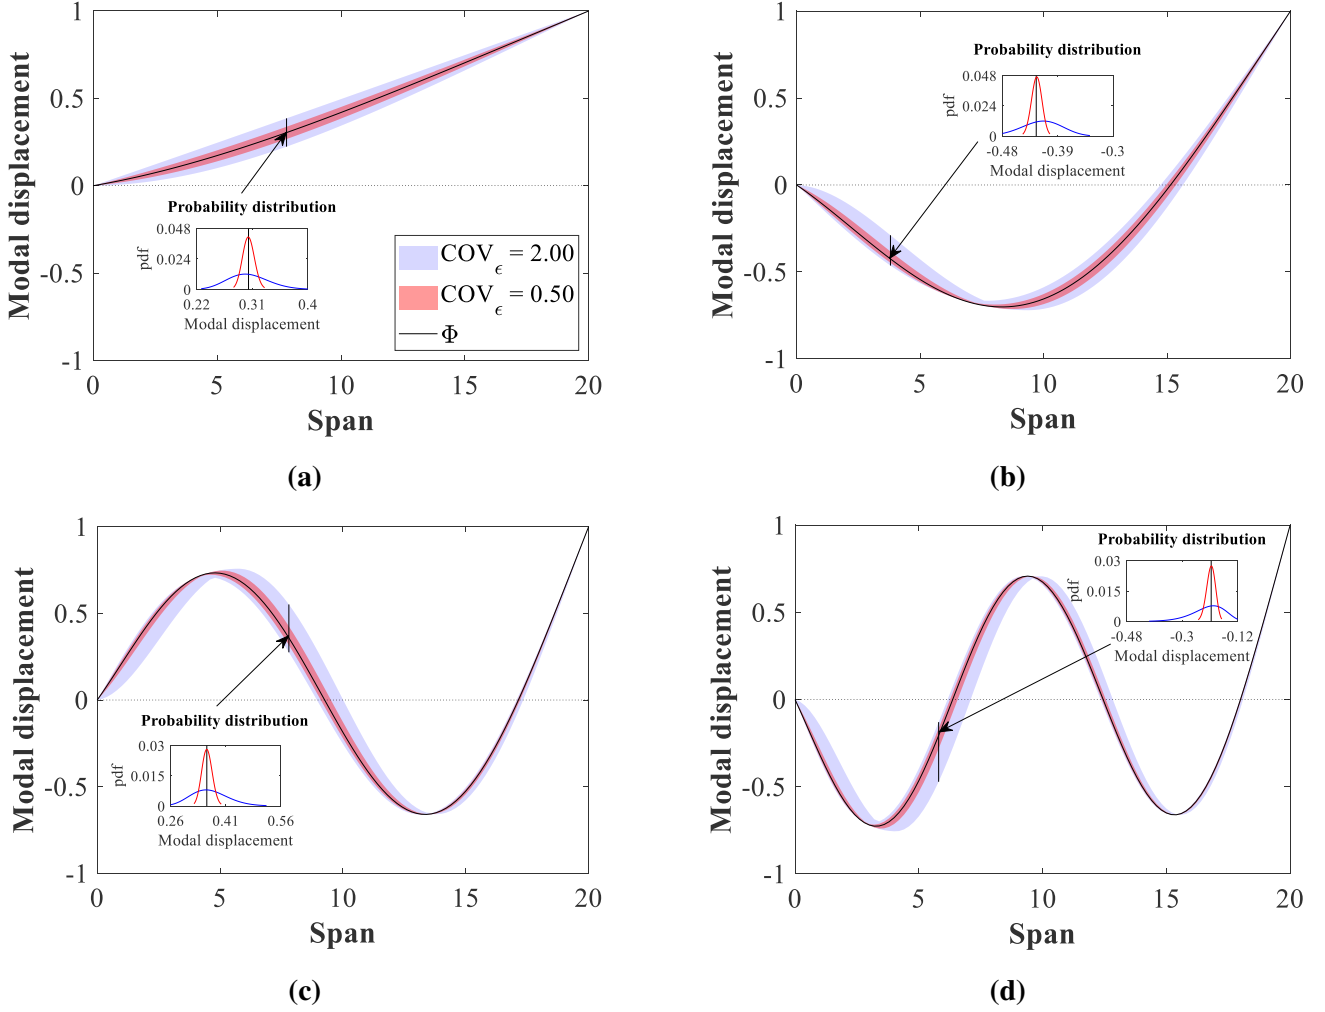 1
0.5
0
-0.5
-1
Modal displacement
0
5
10
15
20
Span
Probability distribution
0.048
0.024
0
pdf
0.22
0.31
0.4
Modal displacement
COVϵ = 2.00
COVϵ = 0.50
Φ
(a)
1
0.5
0
-0.5
-1
Modal displacement
0
5
10
15
20
Span
Probability distribution
0.048
0.024
0
pdf
-0.48
-0.39
-0.3
Modal displacement
(b)
1
0.5
0
-0.5
-1
Modal displacement
0
5
10
15
20
Span
Probability distribution
0.03
0.015
0
pdf
0.26
0.41
0.56
Modal displacement
(c)
1
0.5
0
-0.5
-1
Modal displacement
0
5
10
15
20
Span
Probability distribution
0.03
0.015
0
pdf
-0.48
-0.3
-0.12
Modal displacement
(d)